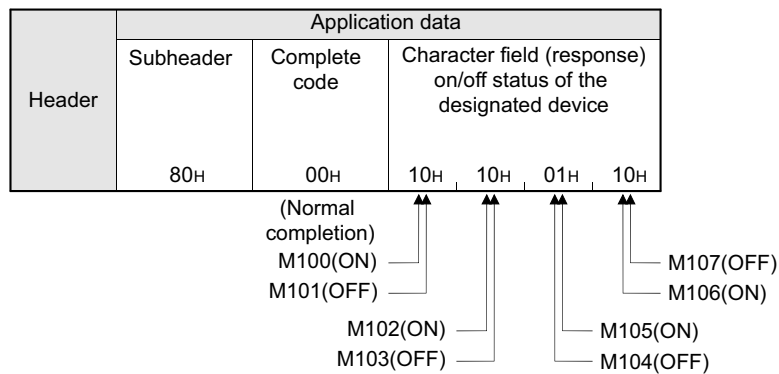 Application data
Header
Subheader
Complete
code
Character field (response)
on/off status of the
designated device
80H
00H
10H
10H
01H
10H
(Normal
completion)
M100(ON)
M101(OFF)
M102(ON)
M103(OFF)
M107(OFF)
M106(ON)
M105(ON)
M104(OFF)